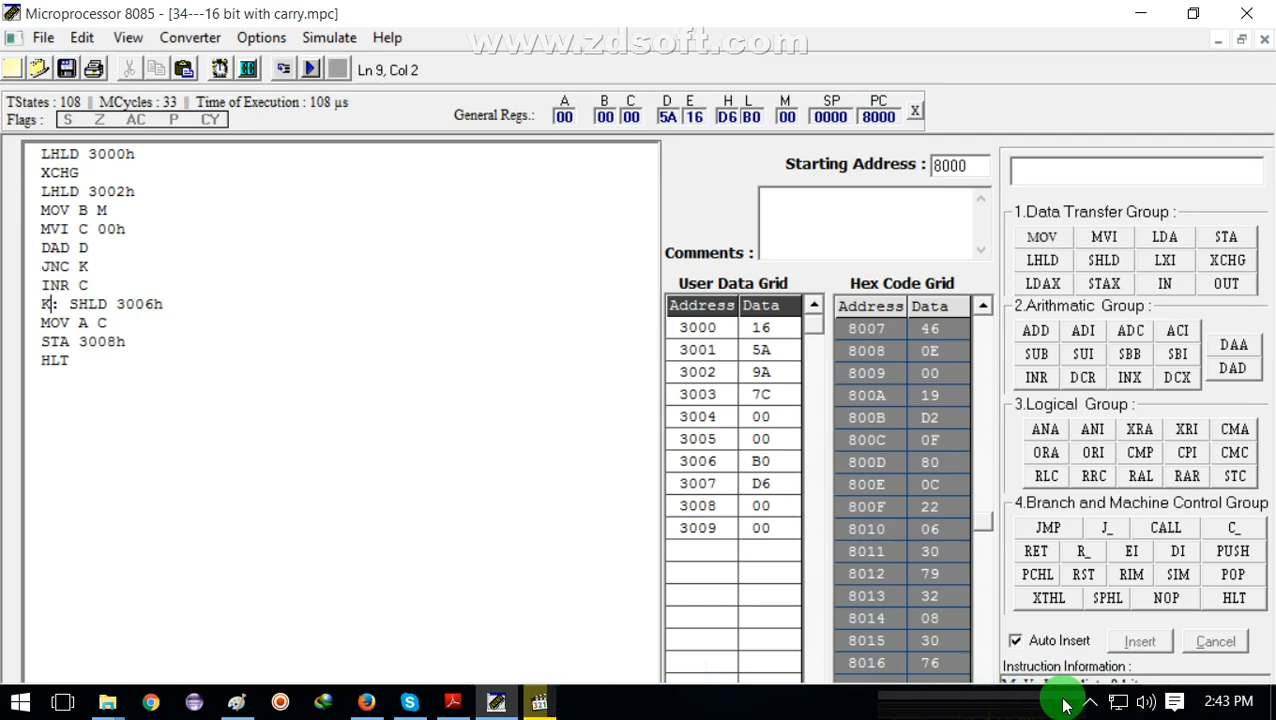 Microprocessor 8085 - [34---16 bit with carry.mpc]
File Edit View Converter Options Simulate Help
www.zdsoft.com
Ln 9, Col 2
TStates : 108 || MCycles : 33 || Time of Execution : 108 µs
Flags : S Z AC P CY
General Regs.: A B C D E H L M SP PC X
00 00 00 5A 16 D6 B0 00 0000 8000
LHLD 3000h
XCHG
LHLD 3002h
MOV B M
MVI C 00h
DAD D
JNC K
INR C
K: SHLD 3006h
MOV A C
STA 3008h
HLT
Starting Address : 8000
Comments :
User Data Grid
Address Data
3000 16
3001 5A
3002 9A
3003 7C
3004 00
3005 00
3006 B0
3007 D6
3008 00
3009 00
Hex Code Grid
Address Data
8007 46
8008 0E
8009 00
800A 19
800B D2
800C 0F
800D 80
800E 0C
800F 22
8010 06
8011 30
8012 79
8013 32
8014 08
8015 30
8016 76
1.Data Transfer Group :
MOV MVI LDA STA
LHLD SHLD LXI XCHG
LDAX STAX IN OUT
2.Arithmatic Group :
ADD ADI ADC ACI
SUB SUI SBB SBI
INR DCR INX DCX
DAA
DAD
3.Logical Group :
ANA ANI XRA XRI CMA
ORA ORI CMP CPI CMC
RLC RRC RAL RAR STC
4.Branch and Machine Control Group
JMP J_ CALL C_
RET R_ EI DI PUSH
PCHL RST RIM SIM POP
XTHL SPHL NOP HLT
Auto Insert Insert Cancel
Instruction Information :
2:43 PM